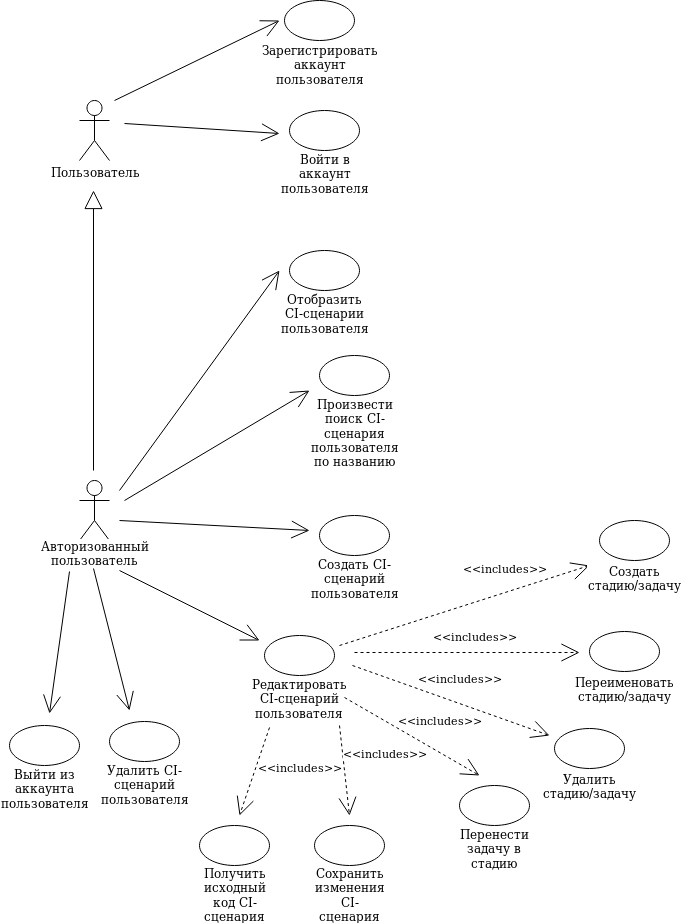 Зарегистрировать
аккаунт
пользователя
Пользователь
Войти в
аккаунт
пользователя
Отобразить
CI-сценарии
пользователя
Произвести
поиск CI-
сценария
пользователя
по названию
Авторизованный
пользователь
Создать CI-
сценарий
пользователя
<<includes>>
Создать
стадию/задачу
<<includes>>
Переименовать
стадию/задачу
Редактировать
CI-сценарий
пользователя
<<includes>>
Удалить
стадию/задачу
<<includes>>
Перенести
задачу в
стадию
<<includes>>
<<includes>>
Выйти из
аккаунта
пользователя
Удалить CI-
сценарий
пользователя
Получить
исходный
код CI-
сценария
Сохранить
изменения
CI-
сценария